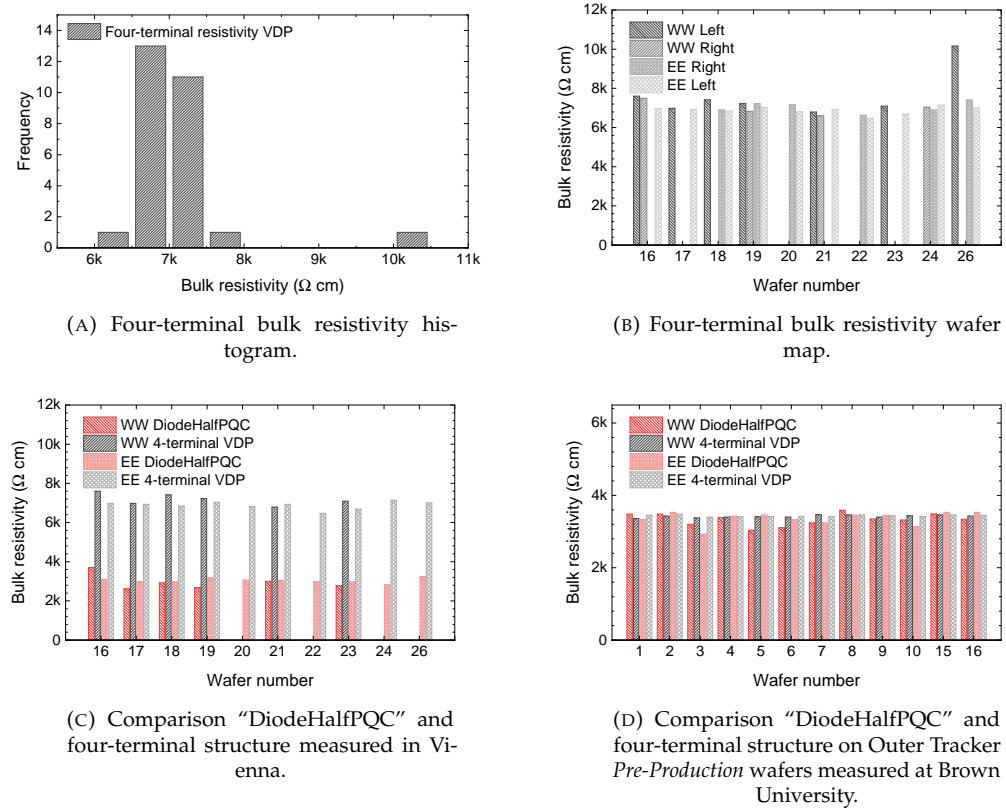 14
12
10
8
6
4
2
0
Frequency
Four-terminal resistivity VDP
6k 7k 8k 9k 10k 11k
Bulk resistivity (Ω cm)
(A) Four-terminal bulk resistivity his-
togram.
12k
10k
8k
6k
4k
2k
0
Bulk resistivity (Ω cm)
WW Left
WW Right
EE Right
EE Left
16 17 18 19 20 21 22 23 24 26
Wafer number
(B) Four-terminal bulk resistivity wafer
map.
12k
10k
8k
6k
4k
2k
0
Bulk resistivity (Ω cm)
WW DiodeHalfPQC
WW 4-terminal VDP
EE DiodeHalfPQC
EE 4-terminal VDP
16 17 18 19 20 21 22 23 24 26
Wafer number
(C) Comparison “DiodeHalfPQC” and
four-terminal structure measured in Vi-
enna.
6k
4k
2k
0
Bulk resistivity (Ω cm)
WW DiodeHalfPQC
WW 4-terminal VDP
EE DiodeHalfPQC
EE 4-terminal VDP
1 2 3 4 5 6 7 8 9 10 15 16
Wafer number
(D) Comparison “DiodeHalfPQC” and
four-terminal structure on Outer Tracker
Pre-Production wafers measured at Brown
University.